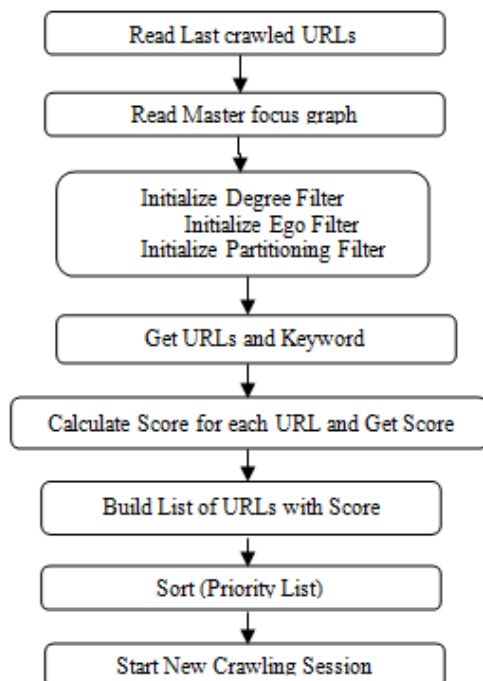 Read Last crawled URLs
Read Master focus graph
Initialize Degree Filter
Initialize Ego Filter
Initialize Partitioning Filter
Get URLs and Keyword
Calculate Score for each URL and Get Score
Build List of URLs with Score
Sort (Priority List)
Start New Crawling Session